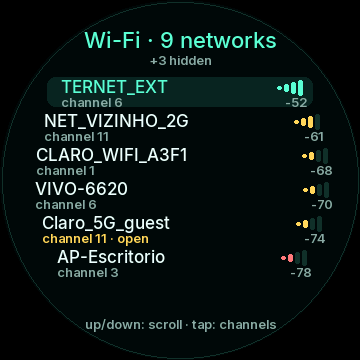 Wi-Fi · 9 networks
+3 hidden
TERNET_EXT
channel 6 -52
NET_VIZINHO_2G
channel 11 -61
CLARO_WIFI_A3F1
channel 1 -68
VIVO-6620
channel 6 -70
Claro_5G_guest
channel 11 · open -74
AP-Escritorio
channel 3 -78
up/down: scroll · tap: channels